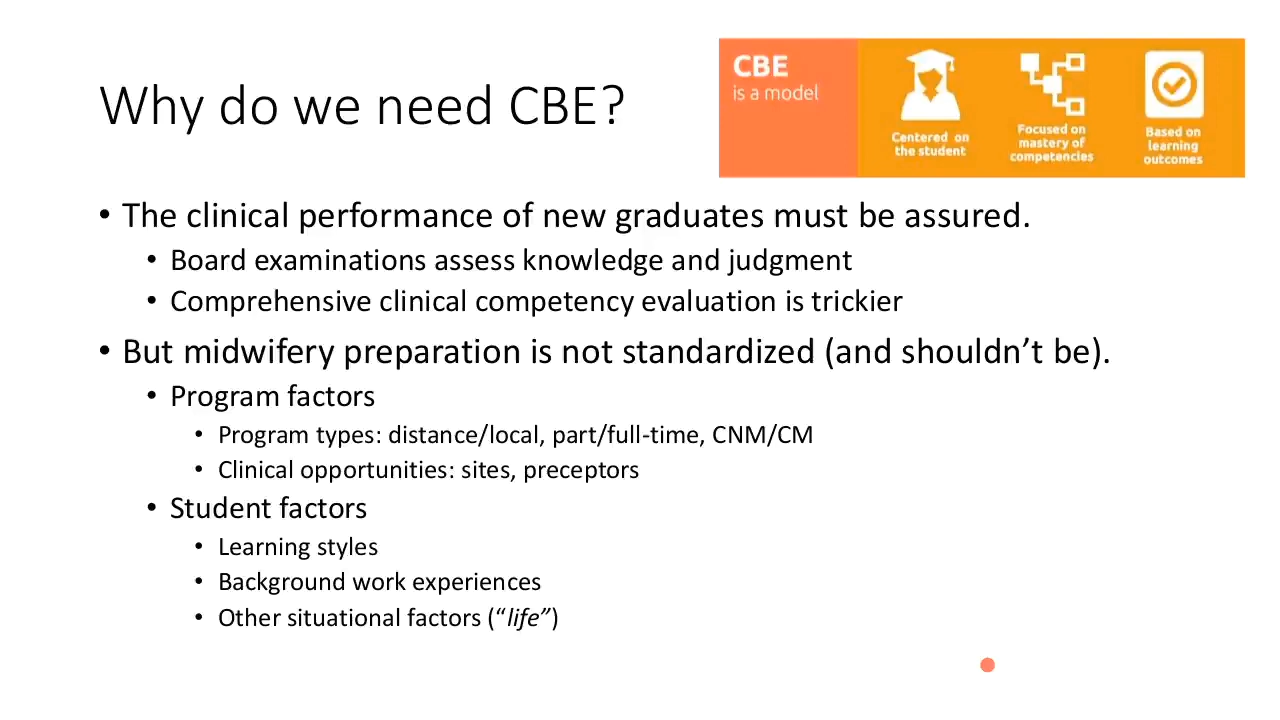 Why do we need CBE?
CBE
is a model
Centered on
the student
Focused on
mastery of
competencies
Based on
learning
outcomes
• The clinical performance of new graduates must be assured.
• Board examinations assess knowledge and judgment
• Comprehensive clinical competency evaluation is trickier
• But midwifery preparation is not standardized (and shouldn’t be).
• Program factors
• Program types: distance/local, part/full-time, CNM/CM
• Clinical opportunities: sites, preceptors
• Student factors
• Learning styles
• Background work experiences
• Other situational factors (“life”)